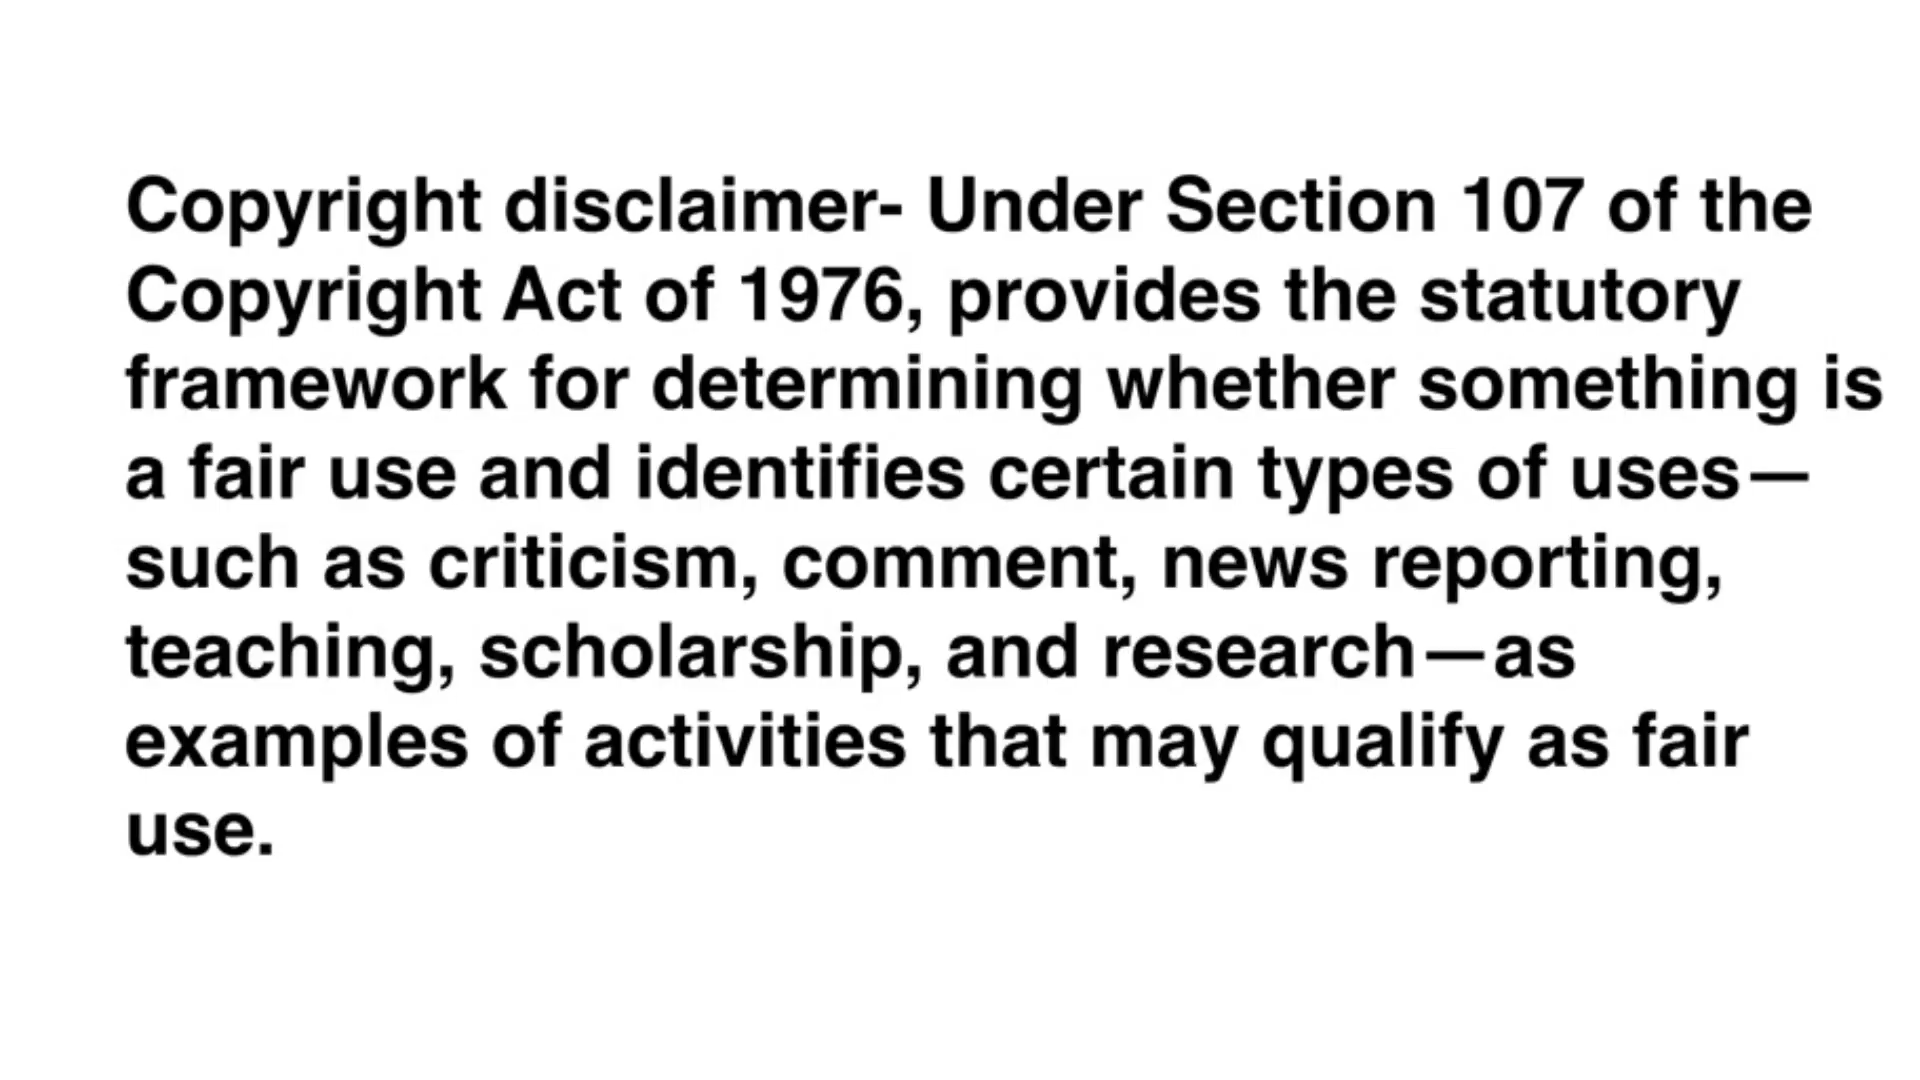 Copyright disclaimer- Under Section 107 of the
Copyright Act of 1976, provides the statutory
framework for determining whether something is
a fair use and identifies certain types of uses—
such as criticism, comment, news reporting,
teaching, scholarship, and research—as
examples of activities that may qualify as fair
use.